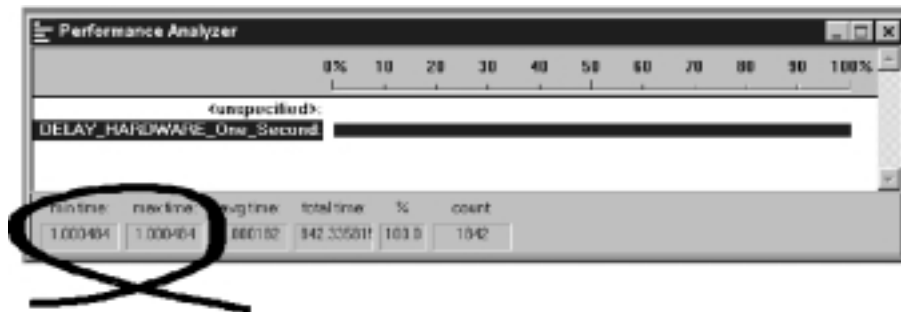 Performance Analyzer
0% 10 20 30 40 50 60 70 80 90 100%
<unspecified>:
DELAY_HARDWARE_One_Second:
min time: max time: avg time: total time: % count
1.000484 1.000484 100.0 1042